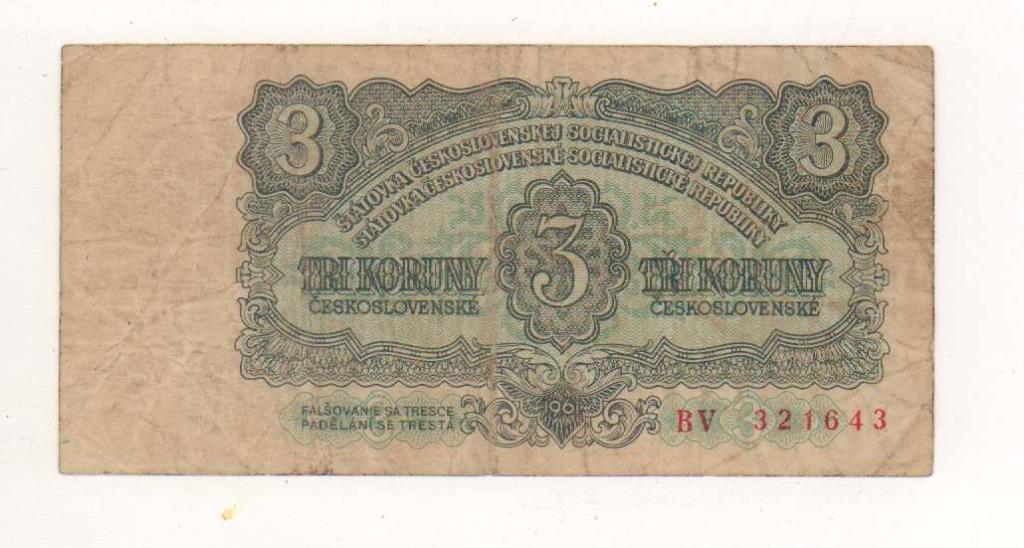 3 3
ŠTÁTOVKA ČESKOSLOVENSKEJ SOCIALISTICKEJ REPUBLIKY
STÁTOVKA ČESKOSLOVENSKÉ SOCIALISTICKÉ REPUBLIKY
3
TRI KORUNY TŘI KORUNY
ČESKOSLOVENSKÉ ČESKOSLOVENSKÉ
1961
FALŠOVANIE SA TRESCE
PADĚLÁNÍ SE TRESTÁ
BV 321643